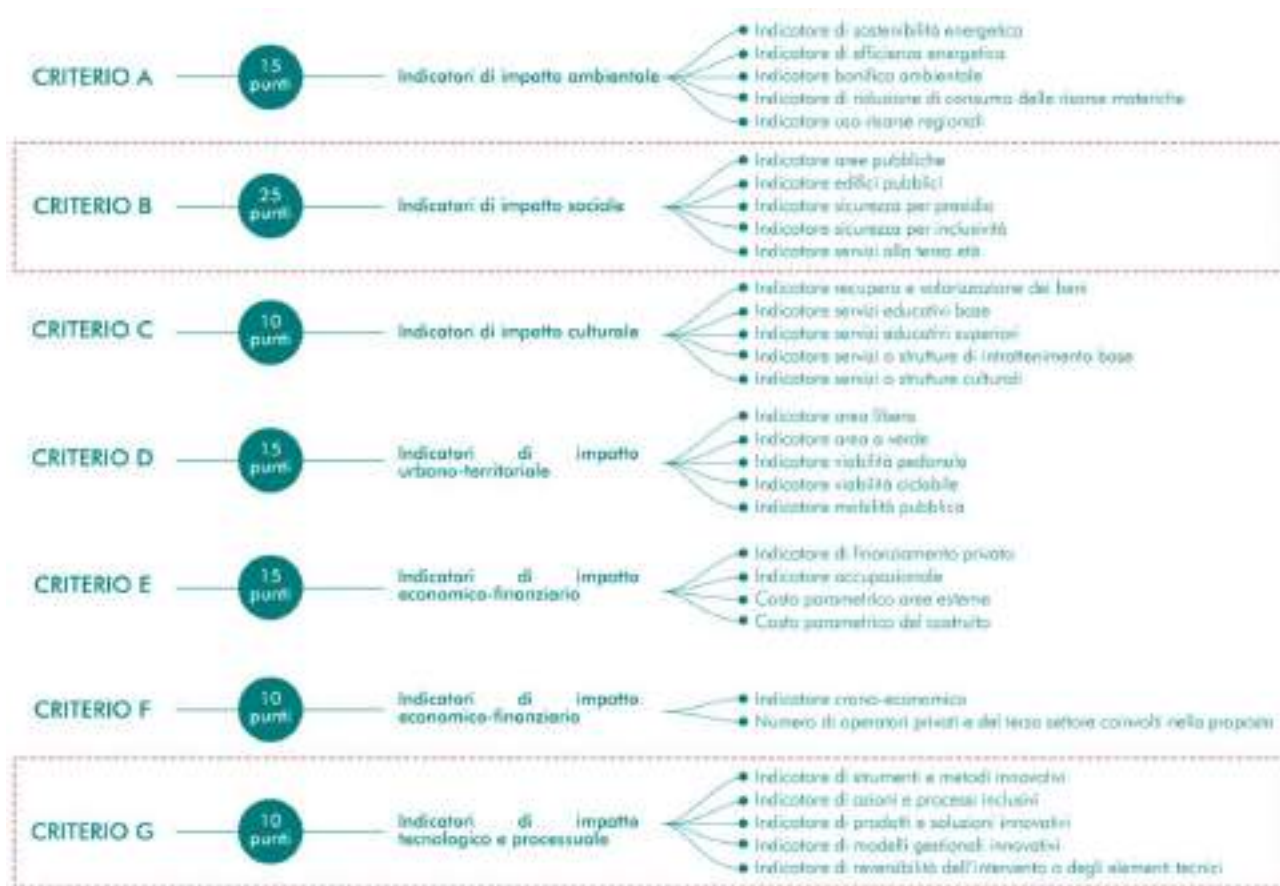 CRITERIO A
15
punti
Indicatori di impatto ambientale
Indicatore di sostenibilità energetica
Indicatore di efficienza energetica
Indicatore bonifica ambientale
Indicatore di riduzione di consumo delle risorse materiche
Indicatore uso risorse regionali
CRITERIO B
25
punti
Indicatori di impatto sociale
Indicatore aree pubbliche
Indicatore edifici pubblici
Indicatore sicurezza per presidio
Indicatore sicurezza per inclusività
Indicatore servizi alla terza età
CRITERIO C
10
punti
Indicatori di impatto culturale
Indicatore recupero e valorizzazione dei beni
Indicatore servizi educativi base
Indicatore servizi educativi superiori
Indicatore servizi o strutture di intrattenimento base
Indicatore servizi o strutture culturali
CRITERIO D
15
punti
Indicatori di impatto
urbano-territoriale
Indicatore area libera
Indicatore area a verde
Indicatore viabilità pedonale
Indicatore viabilità ciclabile
Indicatore mobilità pubblica
CRITERIO E
15
punti
Indicatori di impatto
economico-finanziario
Indicatore di finanziamento privato
Indicatore occupazionale
Costo parametrico aree esterne
Costo parametrico del costruito
CRITERIO F
10
punti
Indicatori di impatto
economico-finanziario
Indicatore crono-economico
Numero di operatori privati e del terzo settore coinvolti nella proposta
CRITERIO G
10
punti
Indicatori di impatto
tecnologico e processuale
Indicatore di strumenti e metodi innovativi
Indicatore di azioni e processi inclusivi
Indicatore di prodotti e soluzioni innovativi
Indicatore di modelli gestionali innovativi
Indicatore di reversibilità dell'intervento o degli elementi tecnici